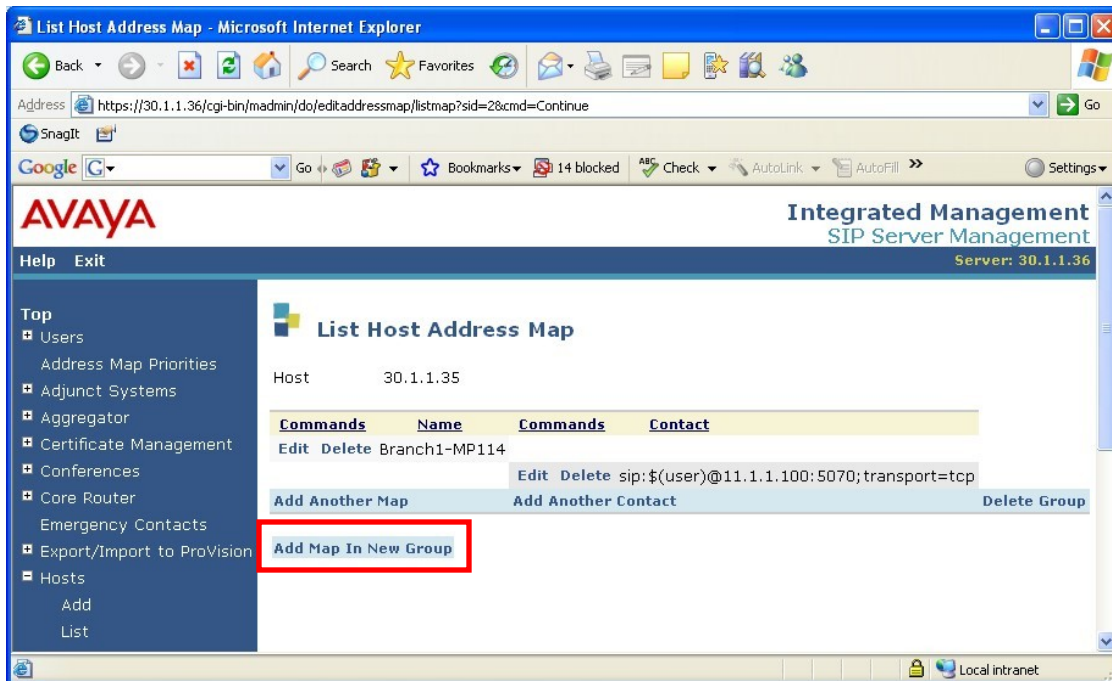 List Host Address Map - Microsoft Internet Explorer
Back Search Favorites
Address https://30.1.1.36/cgi-bin/madmin/do/editaddressmap/listmap?sid=2&cmd=Continue Go
SnagIt
Google G Go Bookmarks 14 blocked ABC Check AutoLink AutoFill >> Settings
AVAYA
Integrated Management
SIP Server Management
Help Exit Server: 30.1.1.36
Top
Users
Address Map Priorities
Adjunct Systems
Aggregator
Certificate Management
Conferences
Core Router
Emergency Contacts
Export/Import to ProVision
Hosts
Add
List
List Host Address Map
Host 30.1.1.35
Commands Name Commands Contact
Edit Delete Branch1-MP114
Edit Delete sip:$(user)@11.1.1.100:5070;transport=tcp
Add Another Map Add Another Contact Delete Group
Add Map In New Group
Local intranet